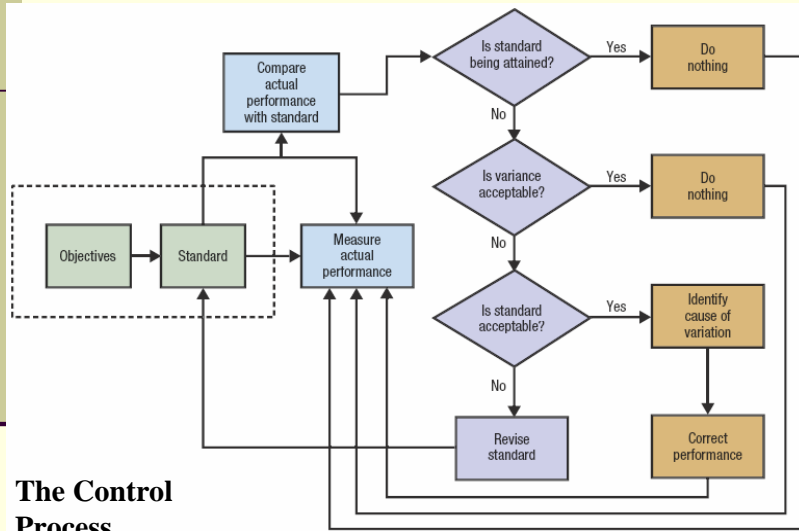 Compare
actual
performance
with standard
Is standard
being attained?
Yes
Do
nothing
No
Is variance
acceptable?
Yes
Do
nothing
No
Objectives
Standard
Measure
actual
performance
Is standard
acceptable?
Yes
Identify
cause of
variation
No
Revise
standard
Correct
performance
The Control
Process